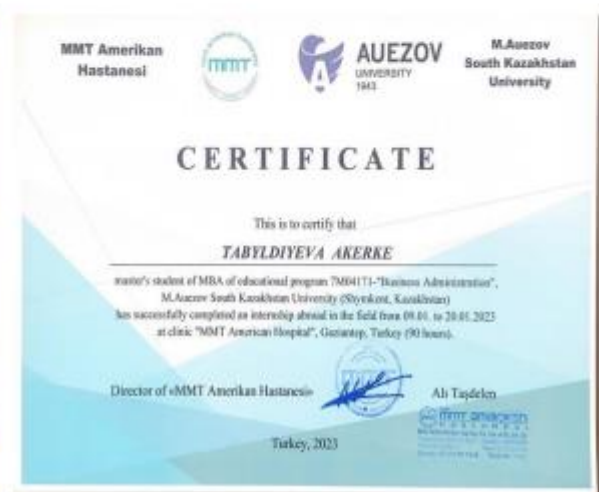 MMT Amerikan
Hastanesi
mmt
AUEZOV
UNIVERSITY
1943
M.Auezov
South Kazakhstan
University
CERTIFICATE
This is to certify that
TABYLDIYEVA AKERKE
master's student of MBA of educational program 7M04171-"Business Administration",
M.Auezov South Kazakhstan University (Shymkent, Kazakhstan)
has successfully completed an internship abroad in the field from 09.01. to 20.01.2023
at clinic "MMT American Hospital", Gaziantep, Turkey (90 hours).
Director of «MMT Amerikan Hastanesi»
Ali Taşdelen
mmt amerikan
Turkey, 2023